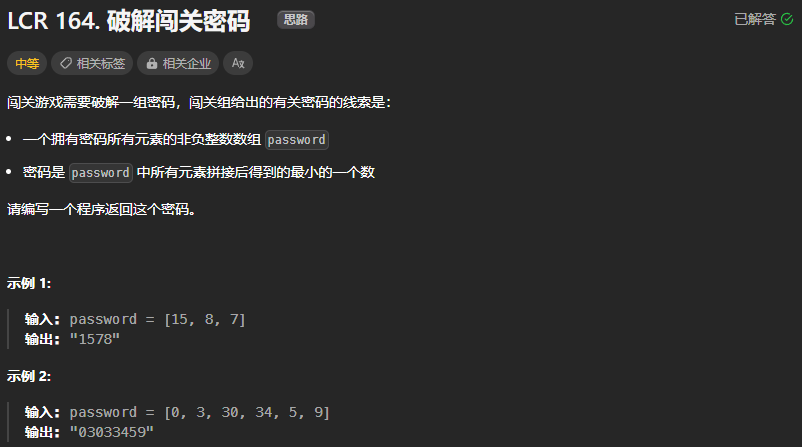 LCR 164. 破解闯关密码 思路 已解答
中等 相关标签 相关企业 Aх
闯关游戏需要破解一组密码，闯关组给出的有关密码的线索是：
• 一个拥有密码所有元素的非负整数数组 password
• 密码是 password 中所有元素拼接后得到的最小的一个数
请编写一个程序返回这个密码。
示例 1:
输入: password = [15, 8, 7]
输出: "1578"
示例 2:
输入: password = [0, 3, 30, 34, 5, 9]
输出: "03033459"